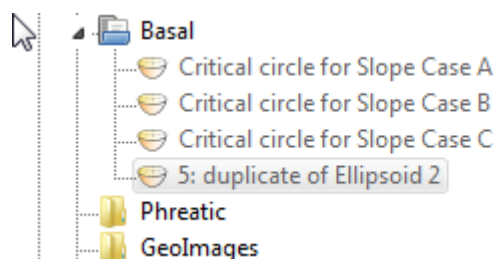 Basal
Critical circle for Slope Case A
Critical circle for Slope Case B
Critical circle for Slope Case C
5: duplicate of Ellipsoid 2
Phreatic
GeoImages